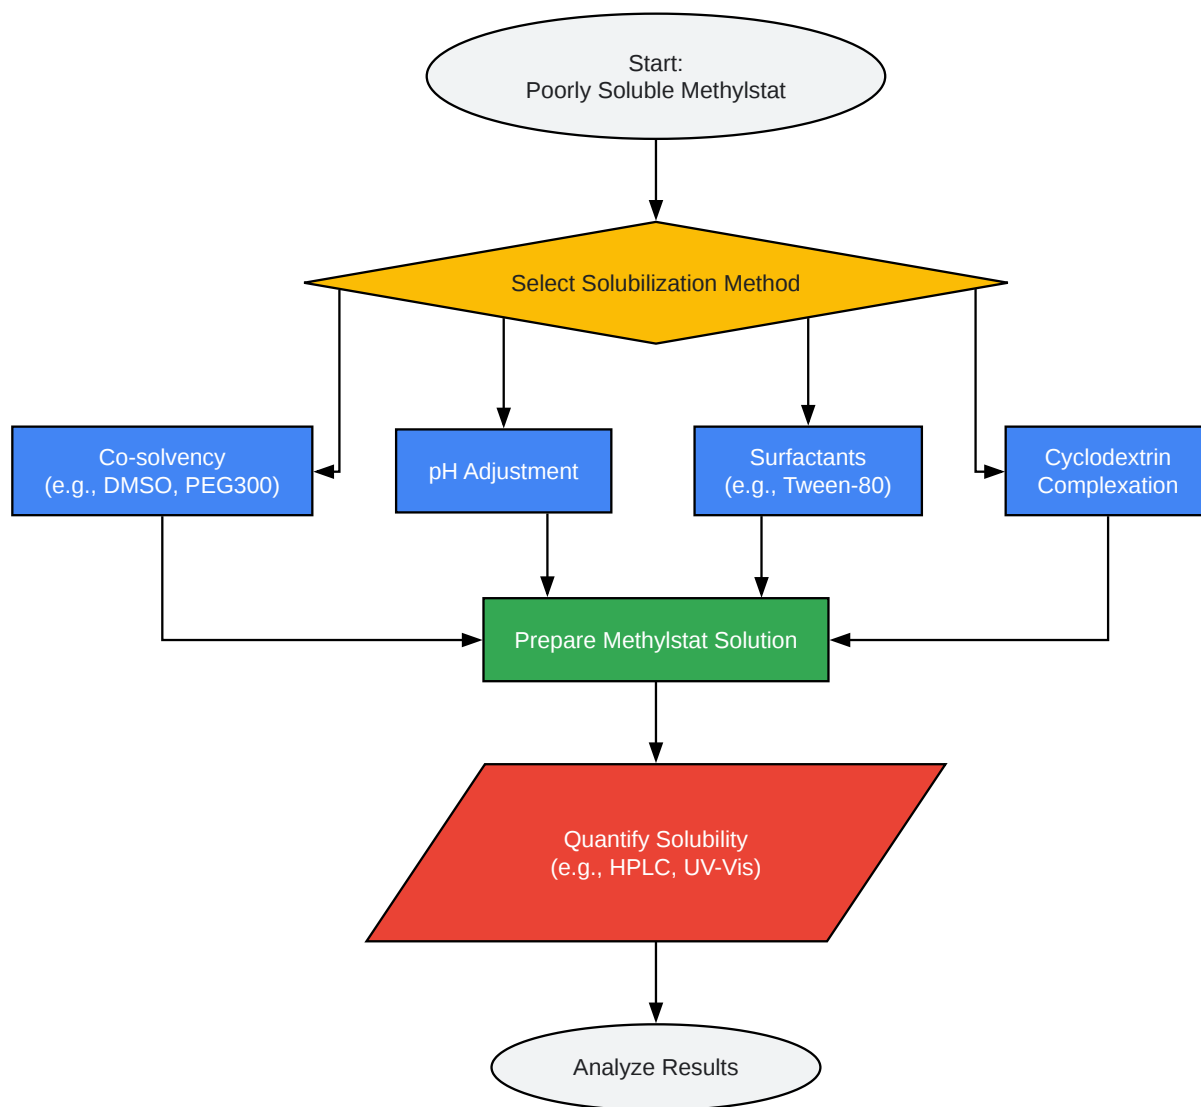 Start:
Poorly Soluble Methylstat
Select Solubilization Method
Co-solvency
(e.g., DMSO, PEG300)
pH Adjustment
Surfactants
(e.g., Tween-80)
Cyclodextrin
Complexation
Prepare Methylstat Solution
Quantify Solubility
(e.g., HPLC, UV-Vis)
Analyze Results